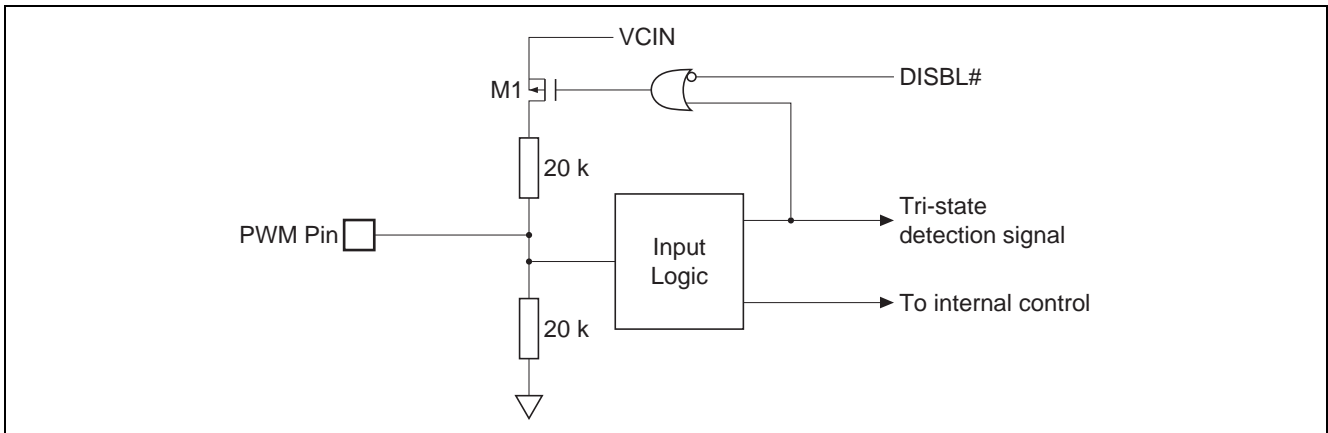 VCIN
M1
DISBL#
20 k
PWM Pin
Input
Logic
Tri-state
detection signal
20 k
To internal control